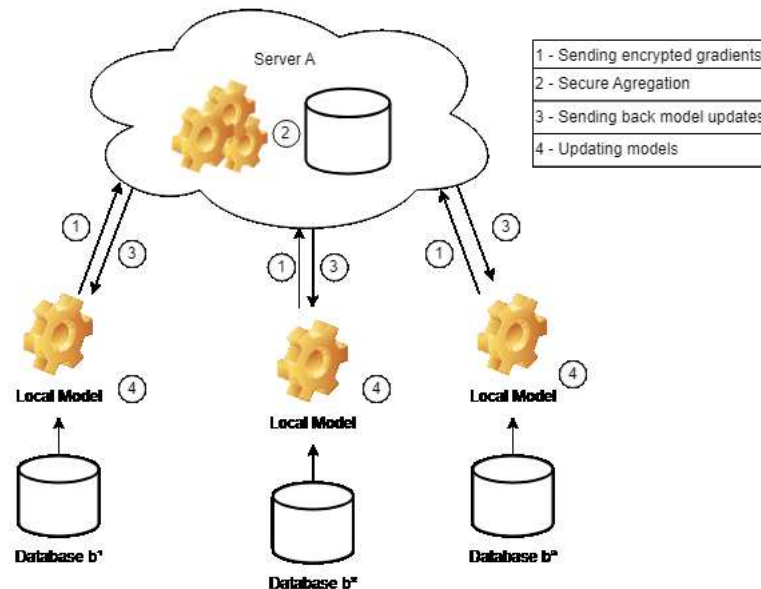 Server A
1 - Sending encrypted gradients
2 - Secure Agregation
3 - Sending back model updates
4 - Updating models
2
1
3
1
3
1
3
4
4
4
Local Model
Local Model
Local Model
Database b¹
Database bⁿ
Database